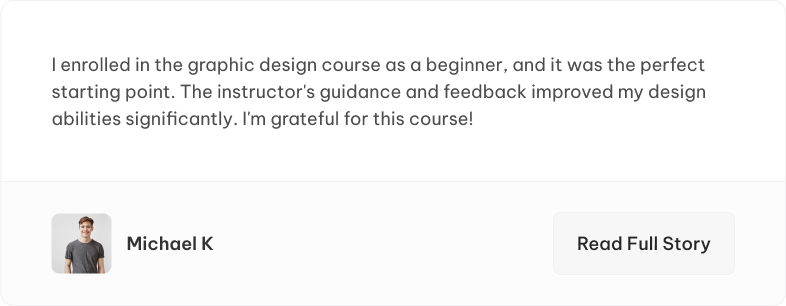 I enrolled in the graphic design course as a beginner, and it was the perfect
starting point. The instructor's guidance and feedback improved my design
abilities significantly. I'm grateful for this course!
Michael K
Read Full Story